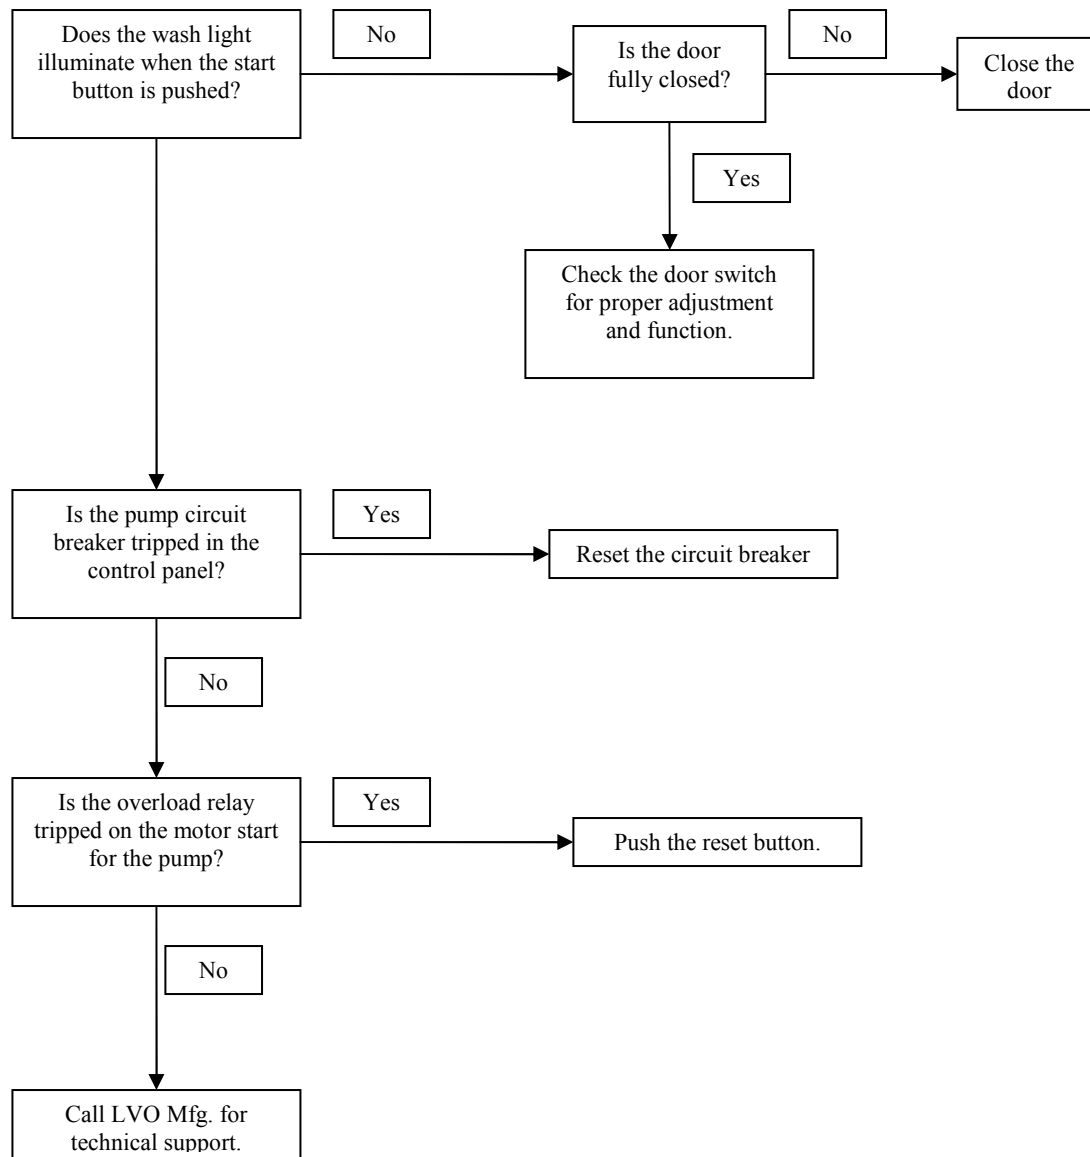 Does the wash light
illuminate when the start
button is pushed?
No
Is the door
fully closed?
No
Close the
door
Yes
Check the door switch
for proper adjustment
and function.
Is the pump circuit
breaker tripped in the
control panel?
Yes
Reset the circuit breaker
No
Is the overload relay
tripped on the motor start
for the pump?
Yes
Push the reset button.
No
Call LVO Mfg. for
technical support.